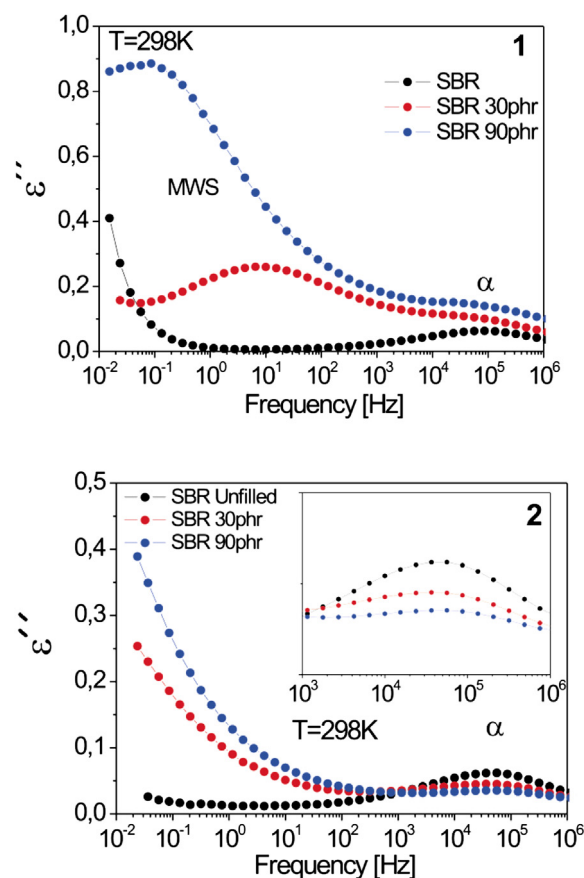 T=298K
1
SBR
SBR 30phr
SBR 90phr
MWS
α
ε´´
1,0
0,8
0,6
0,4
0,2
0,0
10-2 10-1 100 101 102 103 104 105 106
Frequency [Hz]
SBR Unfilled
SBR 30phr
SBR 90phr
2
103 104 105 106
T=298K
α
ε´´
0,5
0,4
0,3
0,2
0,1
0,0
10-2 10-1 100 101 102 103 104 105 106
Frequency [Hz]